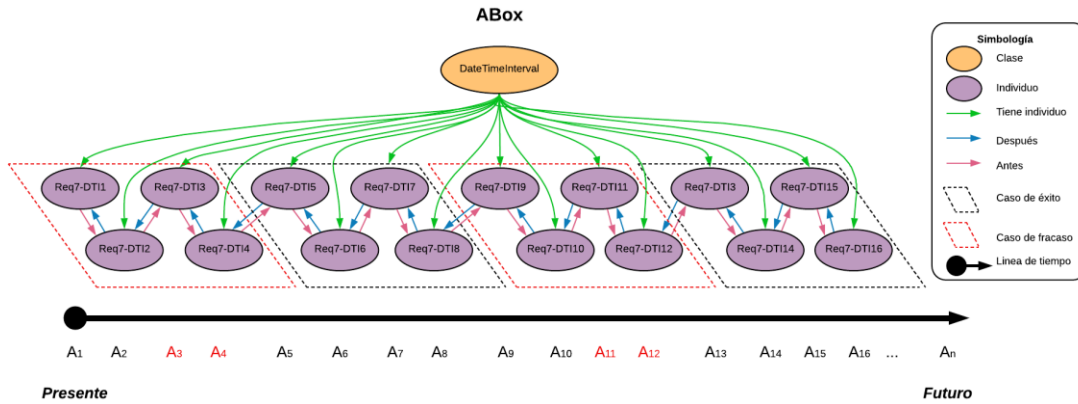 ABox
DateTimeInterval
Req7-DTI1
Req7-DTI3
Req7-DTI5
Req7-DTI7
Req7-DTI9
Req7-DTI11
Req7-DTI3
Req7-DTI15
Req7-DTI2
Req7-DTI4
Req7-DTI6
Req7-DTI8
Req7-DTI10
Req7-DTI12
Req7-DTI14
Req7-DTI16
A1 A2 A3 A4 A5 A6 A7 A8 A9 A10 A11 A12 A13 A14 A15 A16 ... An
Presente
Futuro
Simbología
Clase
Individuo
Tiene individuo
Después
Antes
Caso de éxito
Caso de fracaso
Linea de tiempo